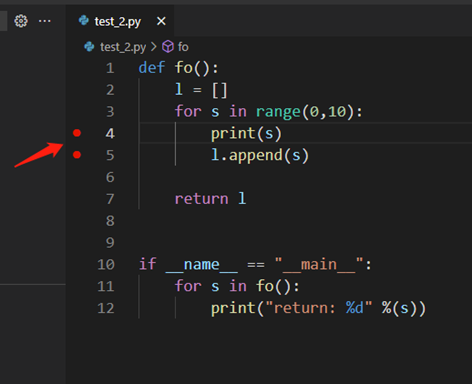 test_2.py ×
test_2.py > fo
1 def fo():
2     l = []
3     for s in range(0,10):
4         print(s)
5         l.append(s)
6
7     return l
8
9
10 if __name__ == "__main__":
11     for s in fo():
12         print("return: %d" %(s))